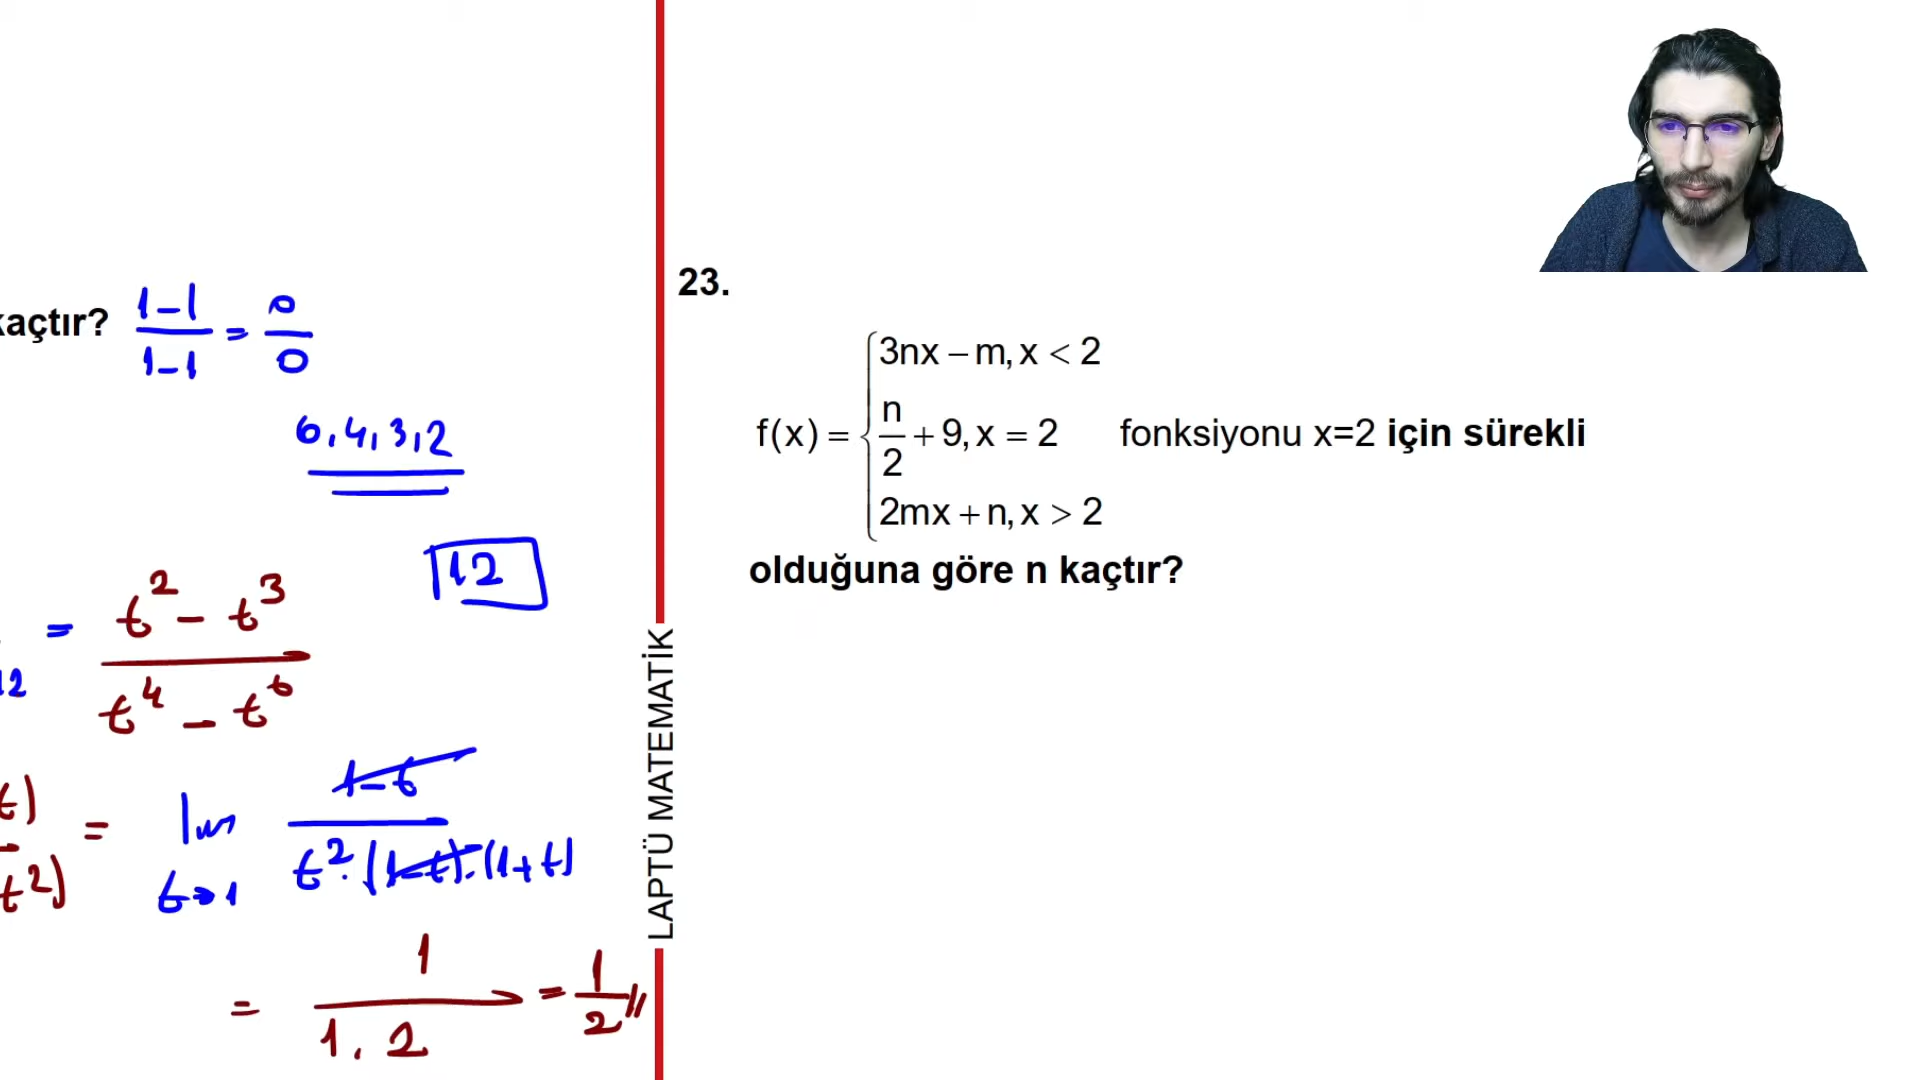 kaçtır? 1-1/1-1 = 0/0
6,4,3,2
12
= t² - t³ / t⁴ - t⁶
12
t) / t²) = lim t→1 1-t / t².(1-t).(1+t)
= 1 / 1.2 = 1/2 //
LAPTÜ MATEMATİK
23.
f(x) = { 3nx – m, x < 2
n/2 + 9, x = 2 fonksiyonu x=2 için sürekli
2mx + n, x > 2
olduğuna göre n kaçtır?